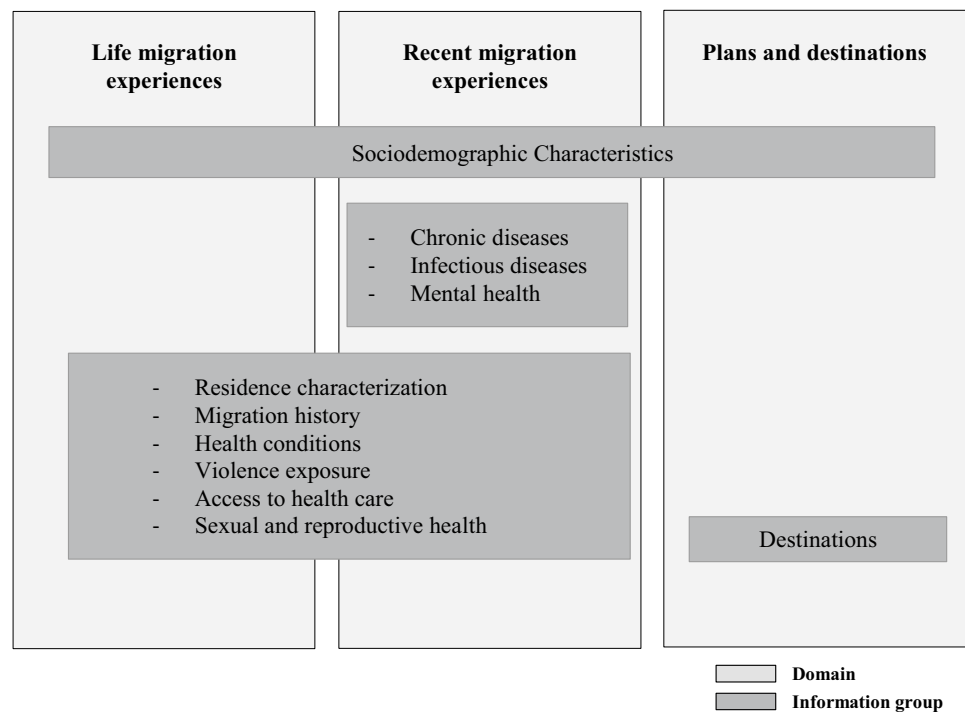 Life migration
experiences
Recent migration
experiences
Plans and destinations
Sociodemographic Characteristics
- Chronic diseases
- Infectious diseases
- Mental health
- Residence characterization
- Migration history
- Health conditions
- Violence exposure
- Access to health care
- Sexual and reproductive health
Destinations
Domain
Information group